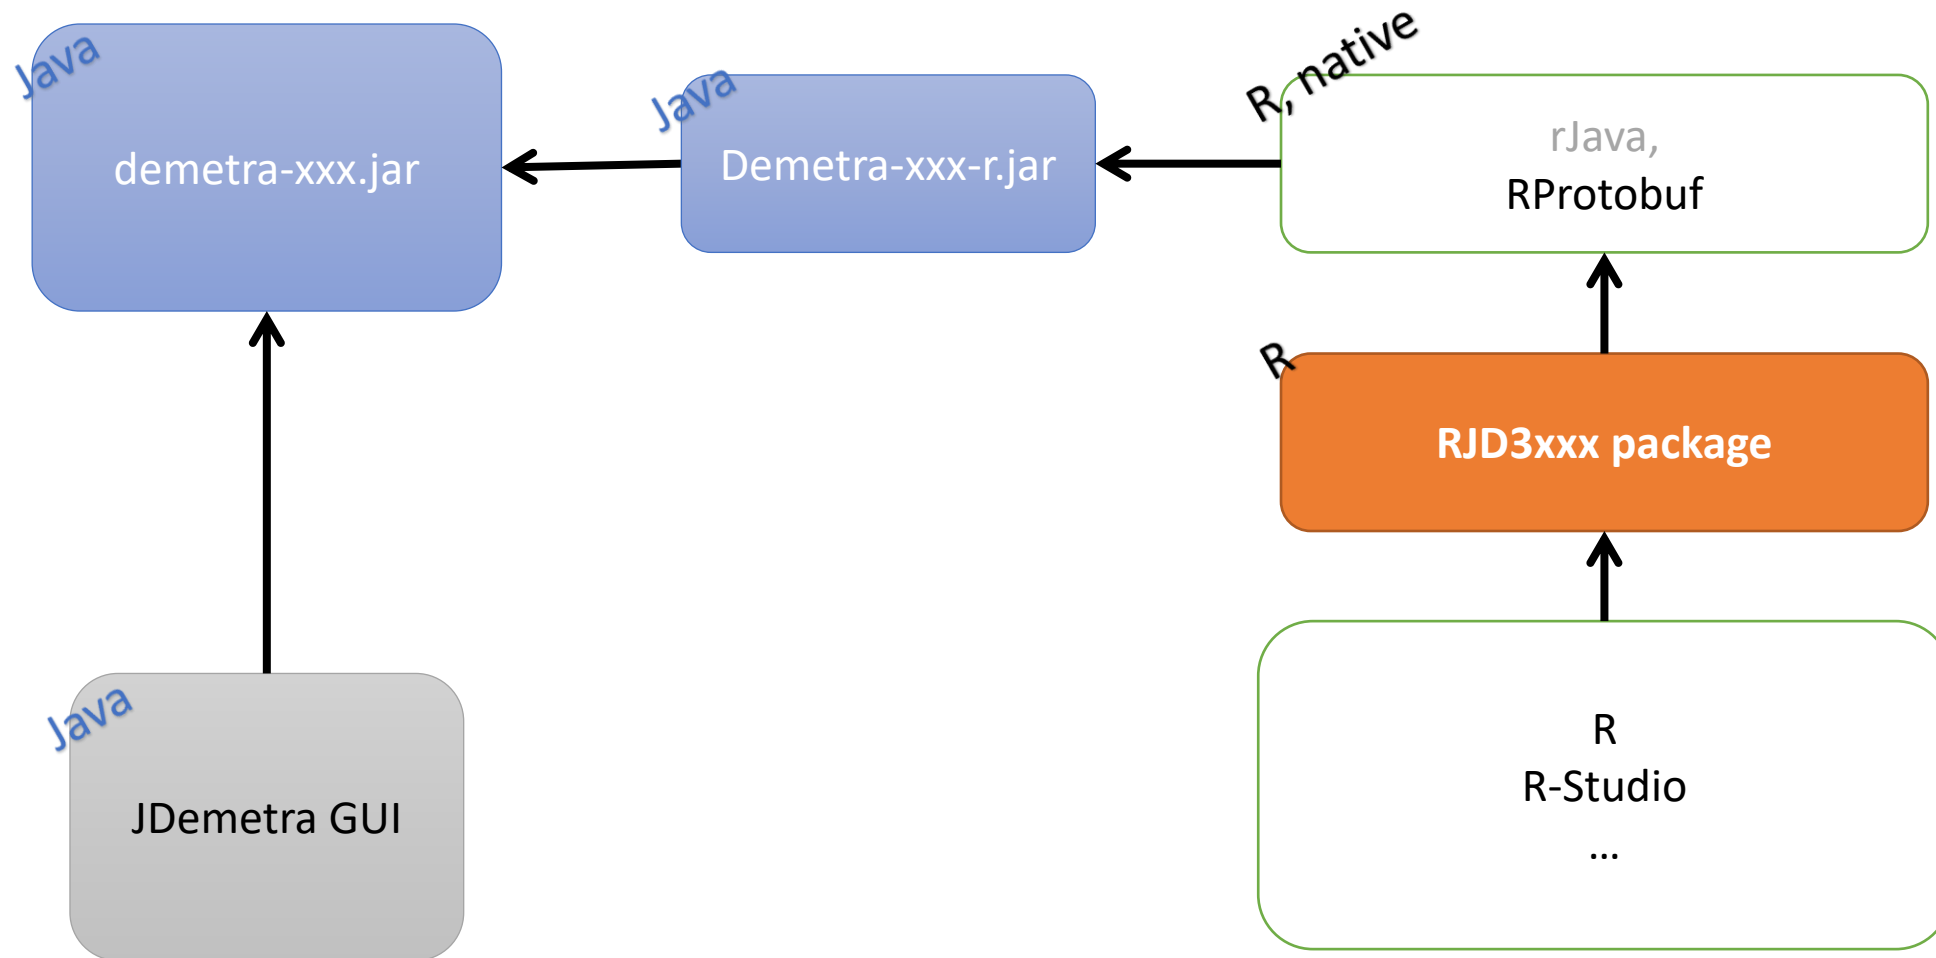 Java
demetra-xxx.jar
Java
Demetra-xxx-r.jar
R, native
rJava,
RProtobuf
R
RJD3xxx package
Java
JDemetra GUI
R
R-Studio
...